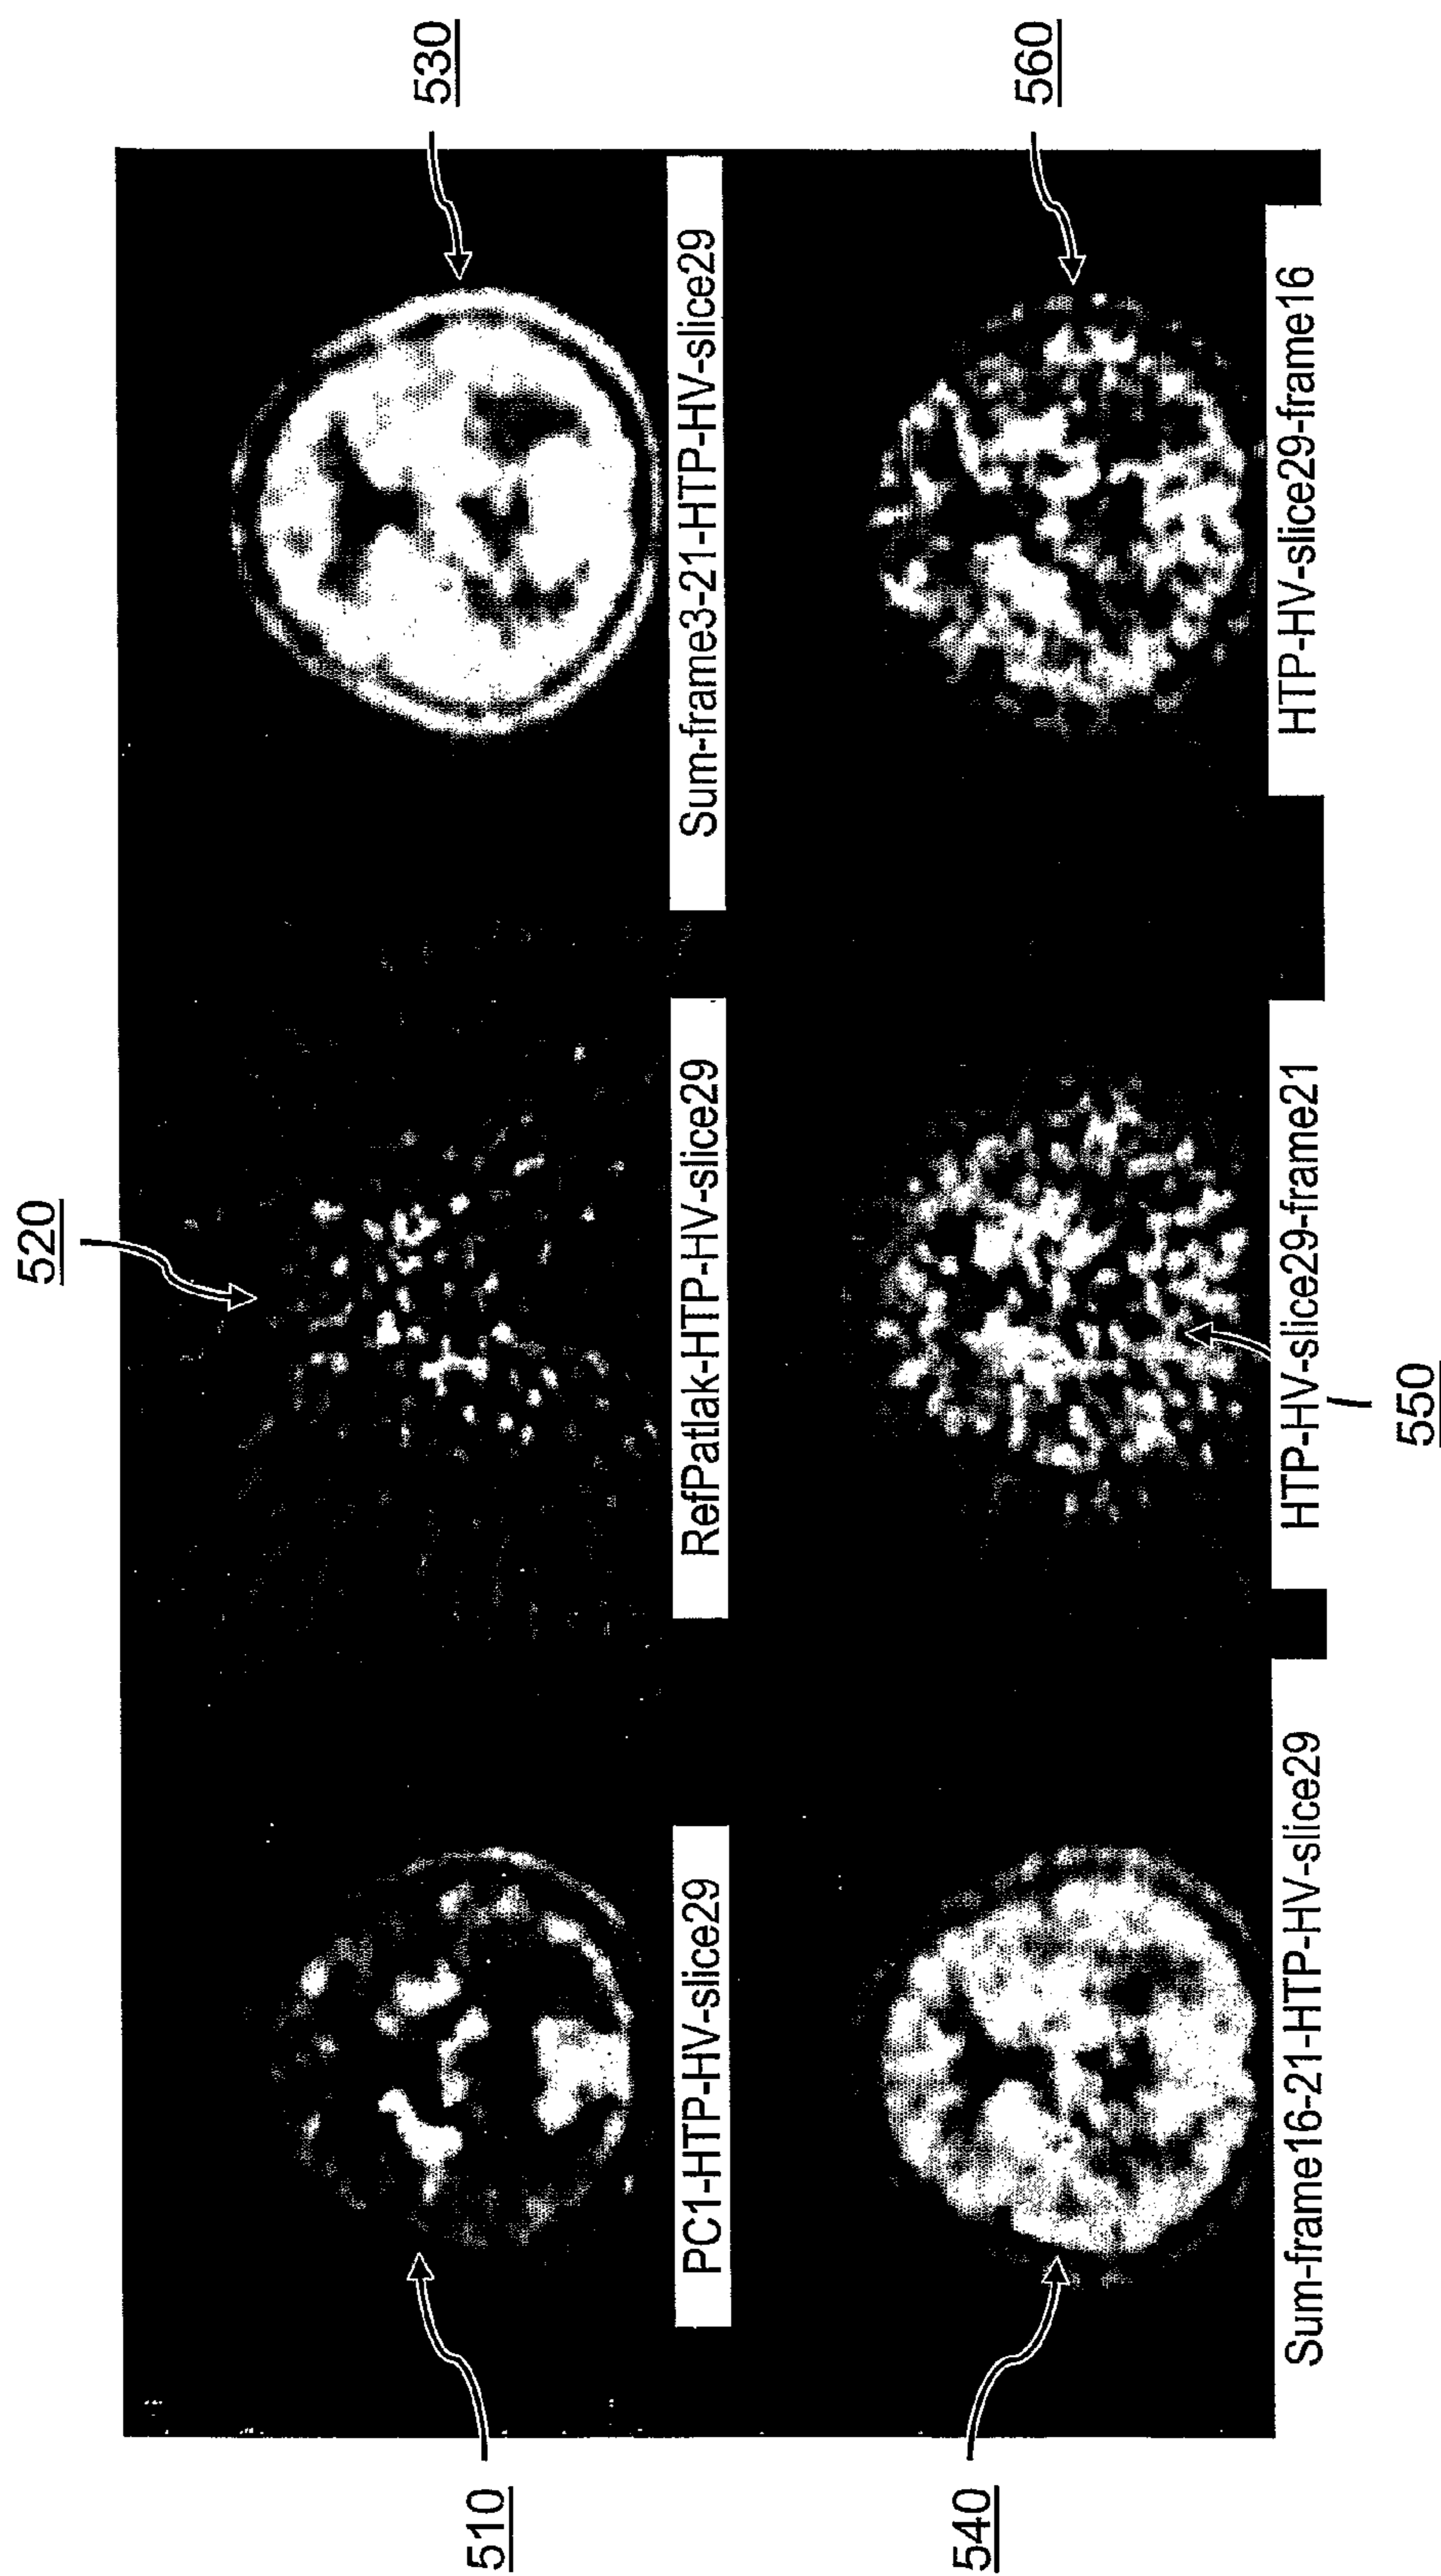 510
520
530
PC1-HTP-HV-slice29
RefPatlak-HTP-HV-slice29
Sum-frame3-21-HTP-HV-slice29
540
550
560
Sum-frame16-21-HTP-HV-slice29
HTP-HV-slice29-frame21
HTP-HV-slice29-frame16